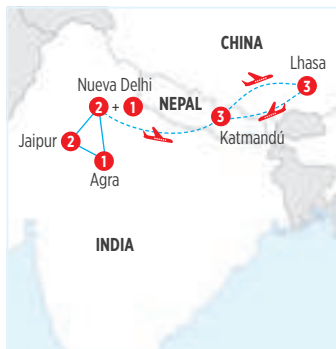 CHINA
Lhasa
3
Nueva Delhi
2 + 1
NEPAL
3
Katmandú
Jaipur 2
1
Agra
INDIA